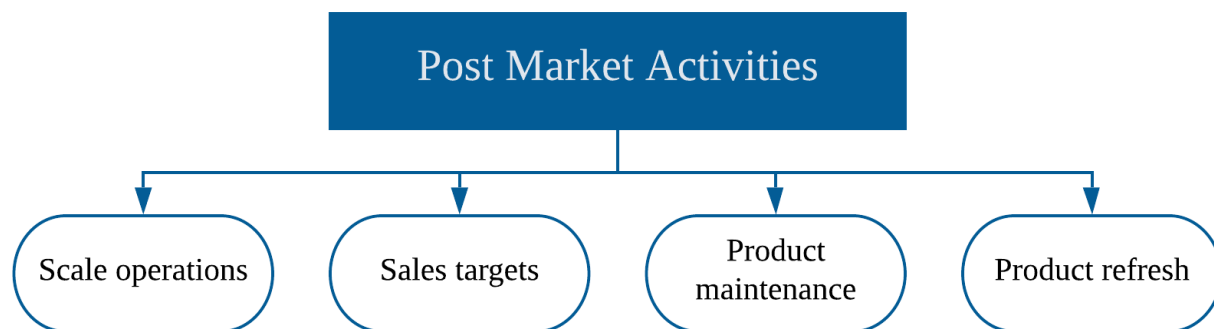 Post Market Activities
Scale operations
Sales targets
Product
maintenance
Product refresh